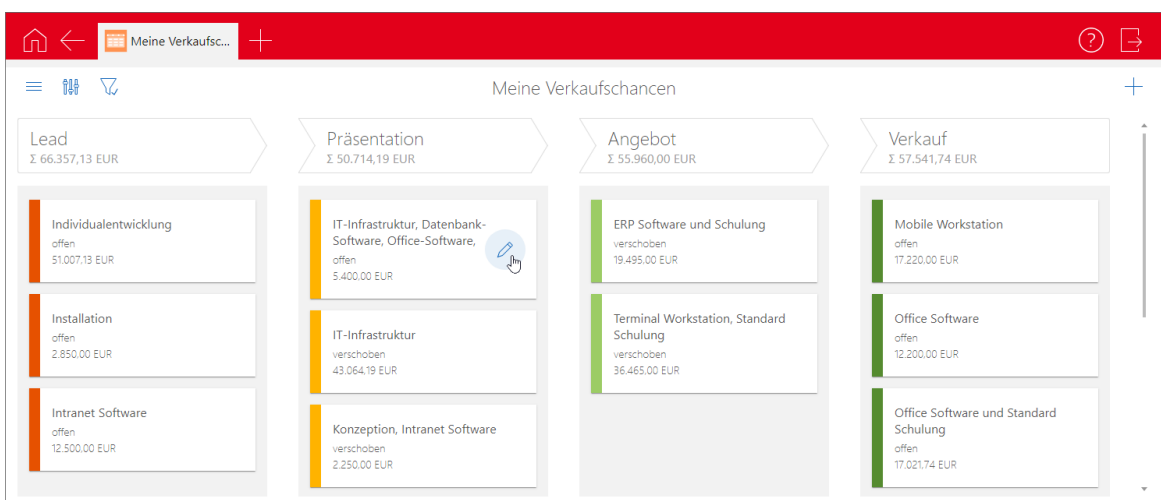 Meine Verkaufsc...
Meine Verkaufschancen
Lead
Σ 66.357,13 EUR
Präsentation
Σ 50.714,19 EUR
Angebot
Σ 55.960,00 EUR
Verkauf
Σ 57.541,74 EUR
Individualentwicklung
offen
51.007,13 EUR
Installation
offen
2.850,00 EUR
Intranet Software
offen
12.500,00 EUR
IT-Infrastruktur, Datenbank-
Software, Office-Software,
offen
5.400,00 EUR
IT-Infrastruktur
verschoben
43.064,19 EUR
Konzeption, Intranet Software
verschoben
2.250,00 EUR
ERP Software und Schulung
verschoben
19.495,00 EUR
Terminal Workstation, Standard
Schulung
verschoben
36.465,00 EUR
Mobile Workstation
offen
17.220,00 EUR
Office Software
offen
12.200,00 EUR
Office Software und Standard
Schulung
offen
17.021,74 EUR